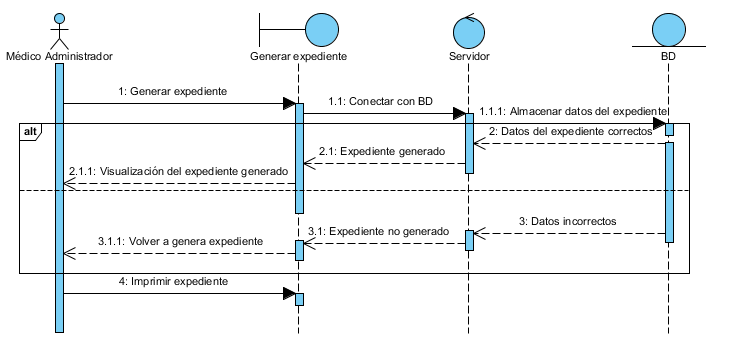 Médico Administrador
Generar expediente
Servidor
BD
1: Generar expediente
1.1: Conectar con BD
1.1.1: Almacenar datos del expediente
alt
2: Datos del expediente correctos
2.1: Expediente generado
2.1.1: Visualización del expediente generado
3: Datos incorrectos
3.1: Expediente no generado
3.1.1: Volver a genera expediente
4: Imprimir expediente